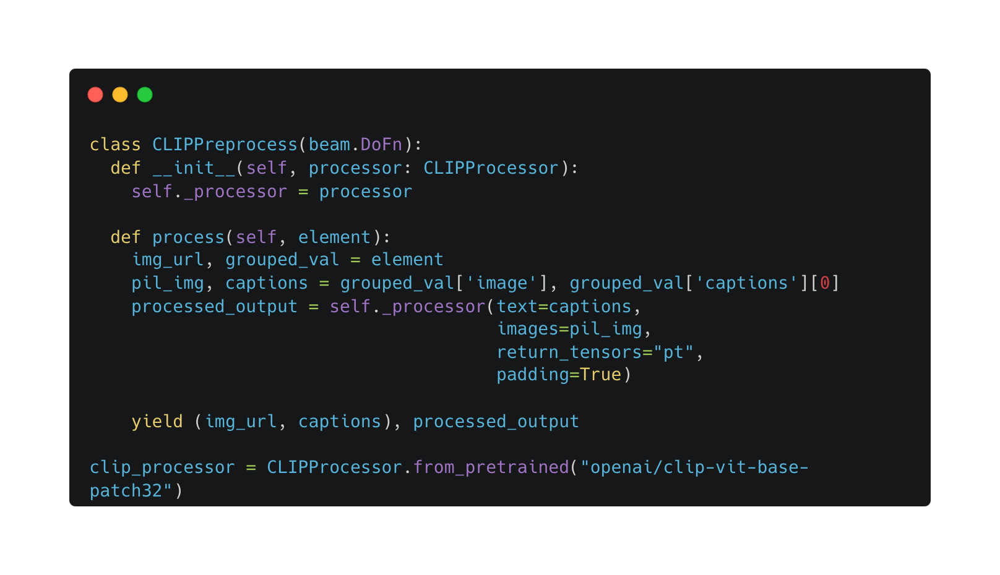 class CLIPPreprocess(beam.DoFn):
  def __init__(self, processor: CLIPProcessor):
    self._processor = processor

  def process(self, element):
    img_url, grouped_val = element
    pil_img, captions = grouped_val['image'], grouped_val['captions'][0]
    processed_output = self._processor(text=captions,
                                       images=pil_img,
                                       return_tensors="pt",
                                       padding=True)

    yield (img_url, captions), processed_output

clip_processor = CLIPProcessor.from_pretrained("openai/clip-vit-base-
patch32")